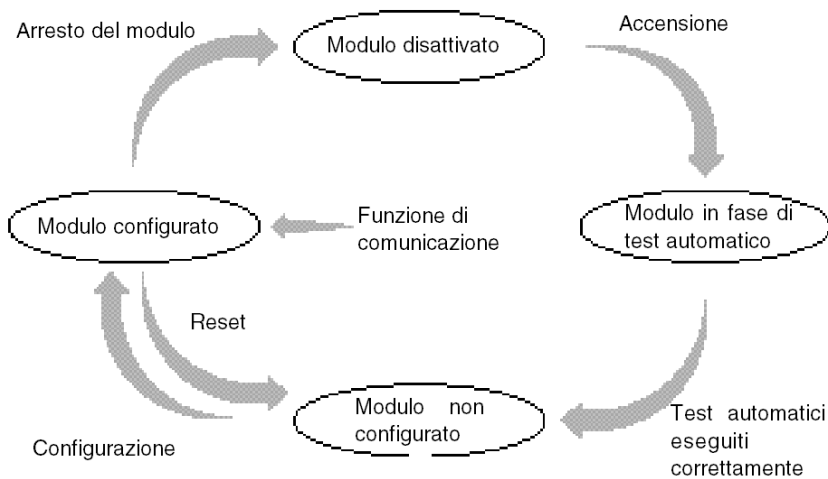 Arresto del modulo
Modulo disattivato
Accensione
Modulo configurato
Funzione di
comunicazione
Modulo in fase di
test automatico
Reset
Configurazione
Modulo non
configurato
Test automatici
eseguiti
correttamente